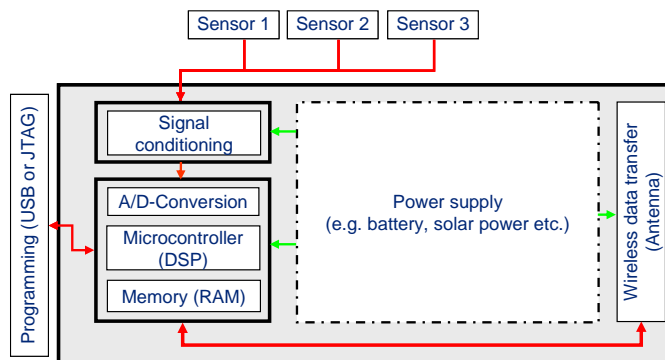 Sensor 1
Sensor 2
Sensor 3
Programming (USB or JTAG)
Signal
conditioning
A/D-Conversion
Microcontroller
(DSP)
Memory (RAM)
Power supply
(e.g. battery, solar power etc.)
Wireless data transfer
(Antenna)